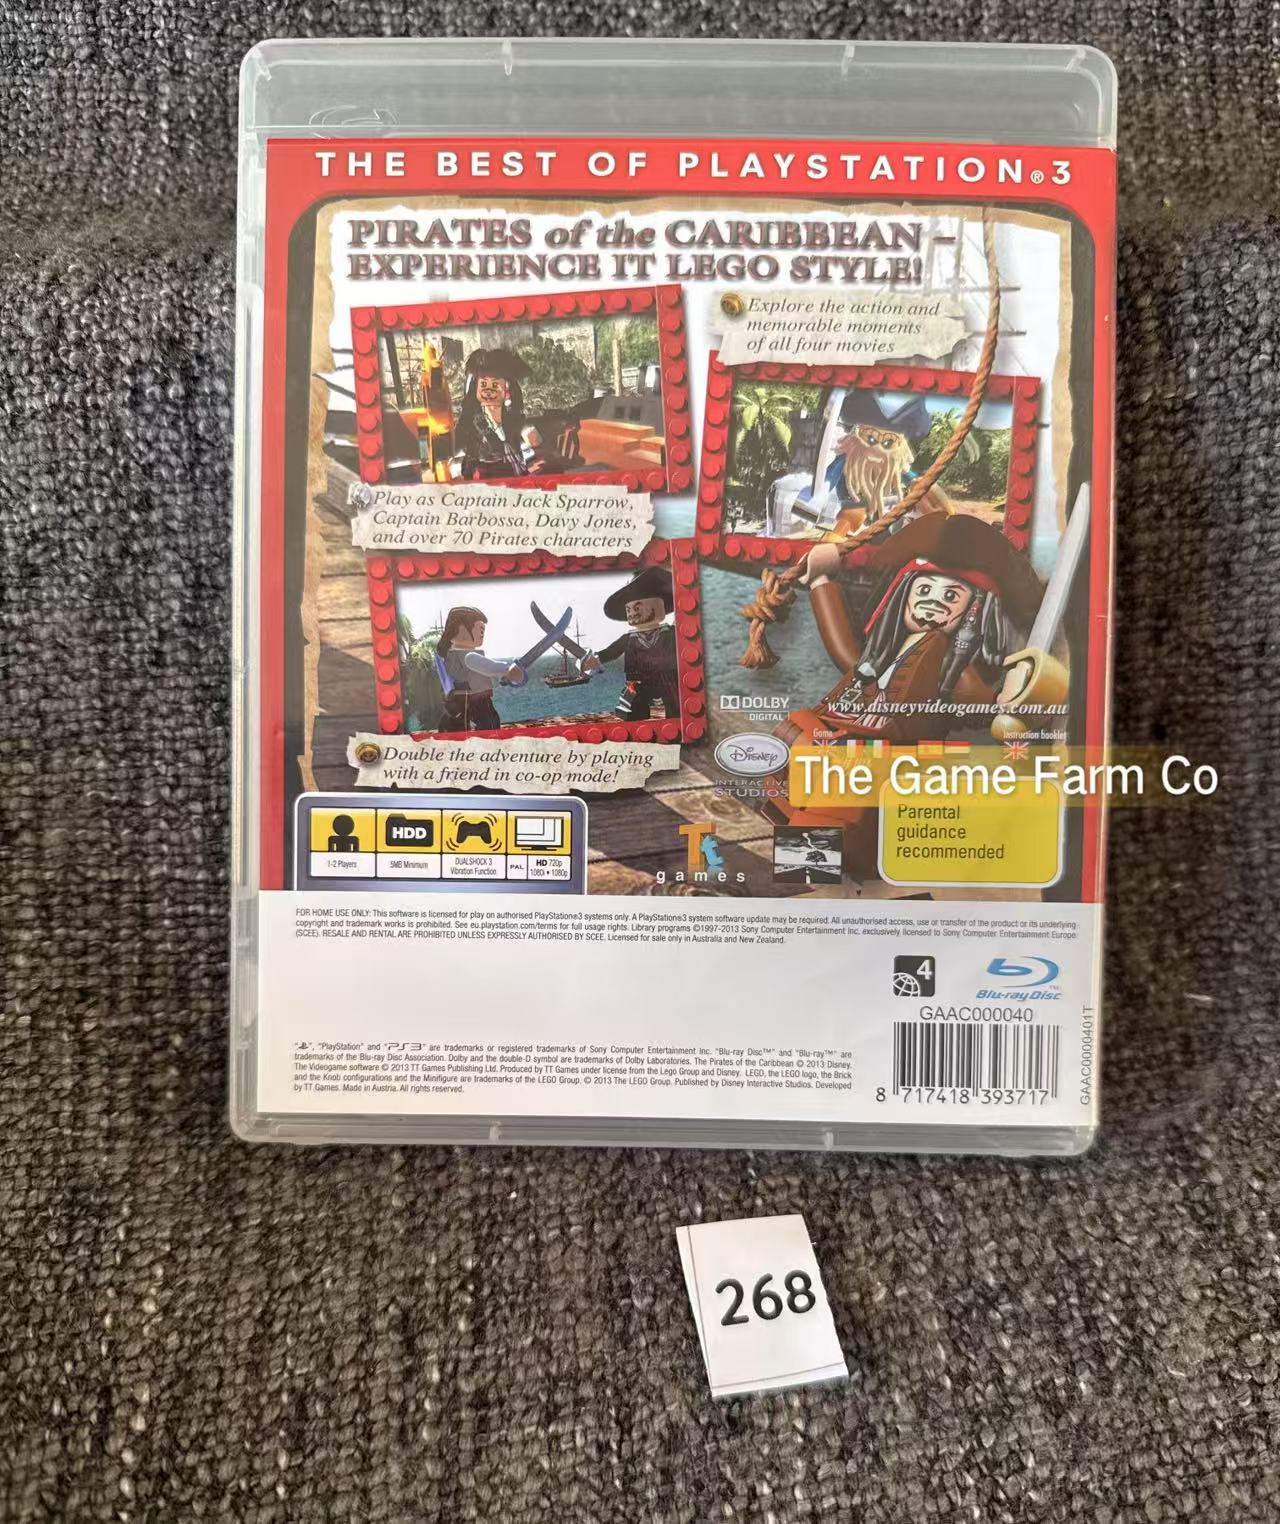 THE BEST OF PLAYSTATION®3
PIRATES of the CARIBBEAN –
EXPERIENCE IT LEGO STYLE!
Explore the action and
memorable moments
of all four movies
Play as Captain Jack Sparrow,
Captain Barbossa, Davy Jones,
and over 70 Pirates characters
Double the adventure by playing
with a friend in co-op mode!
DOLBY
DIGITAL
www.disneyvideogames.com.au
Game
Instruction booklet
Disney
INTERACTIVE
STUDIOS
The Game Farm Co
HDD
1-2 Players
5MB Minimum
DUALSHOCK 3
Vibration Function
PAL
HD 720p
1080i • 1080p
Tt
games
Parental
guidance
recommended
FOR HOME USE ONLY: This software is licensed for play on authorised PlayStation®3 systems only. A PlayStation®3 system software update may be required. All unauthorised access, use or transfer of the product or its underlying
copyright and trademark works is prohibited. See eu.playstation.com/terms for full usage rights. Library programs ©1997-2013 Sony Computer Entertainment Inc. exclusively licensed to Sony Computer Entertainment Europe
(SCEE). RESALE AND RENTAL ARE PROHIBITED UNLESS EXPRESSLY AUTHORISED BY SCEE. Licensed for sale only in Australia and New Zealand.
4
Blu-ray Disc™
GAAC000040
GAAC0000401T
8 717418 393717
", "PlayStation" and "PS3" are trademarks or registered trademarks of Sony Computer Entertainment Inc. "Blu-ray Disc™" and "Blu-ray™" are
trademarks of the Blu-ray Disc Association. Dolby and the double-D symbol are trademarks of Dolby Laboratories. The Pirates of the Caribbean © 2013 Disney.
The Videogame software © 2013 TT Games Publishing Ltd. Produced by TT Games under license from the Lego Group and Disney. LEGO, the LEGO logo, the Brick
and the Knob configurations and the Minifigure are trademarks of the LEGO Group. © 2013 The LEGO Group. Published by Disney Interactive Studios. Developed
by TT Games. Made in Austria. All rights reserved.
268